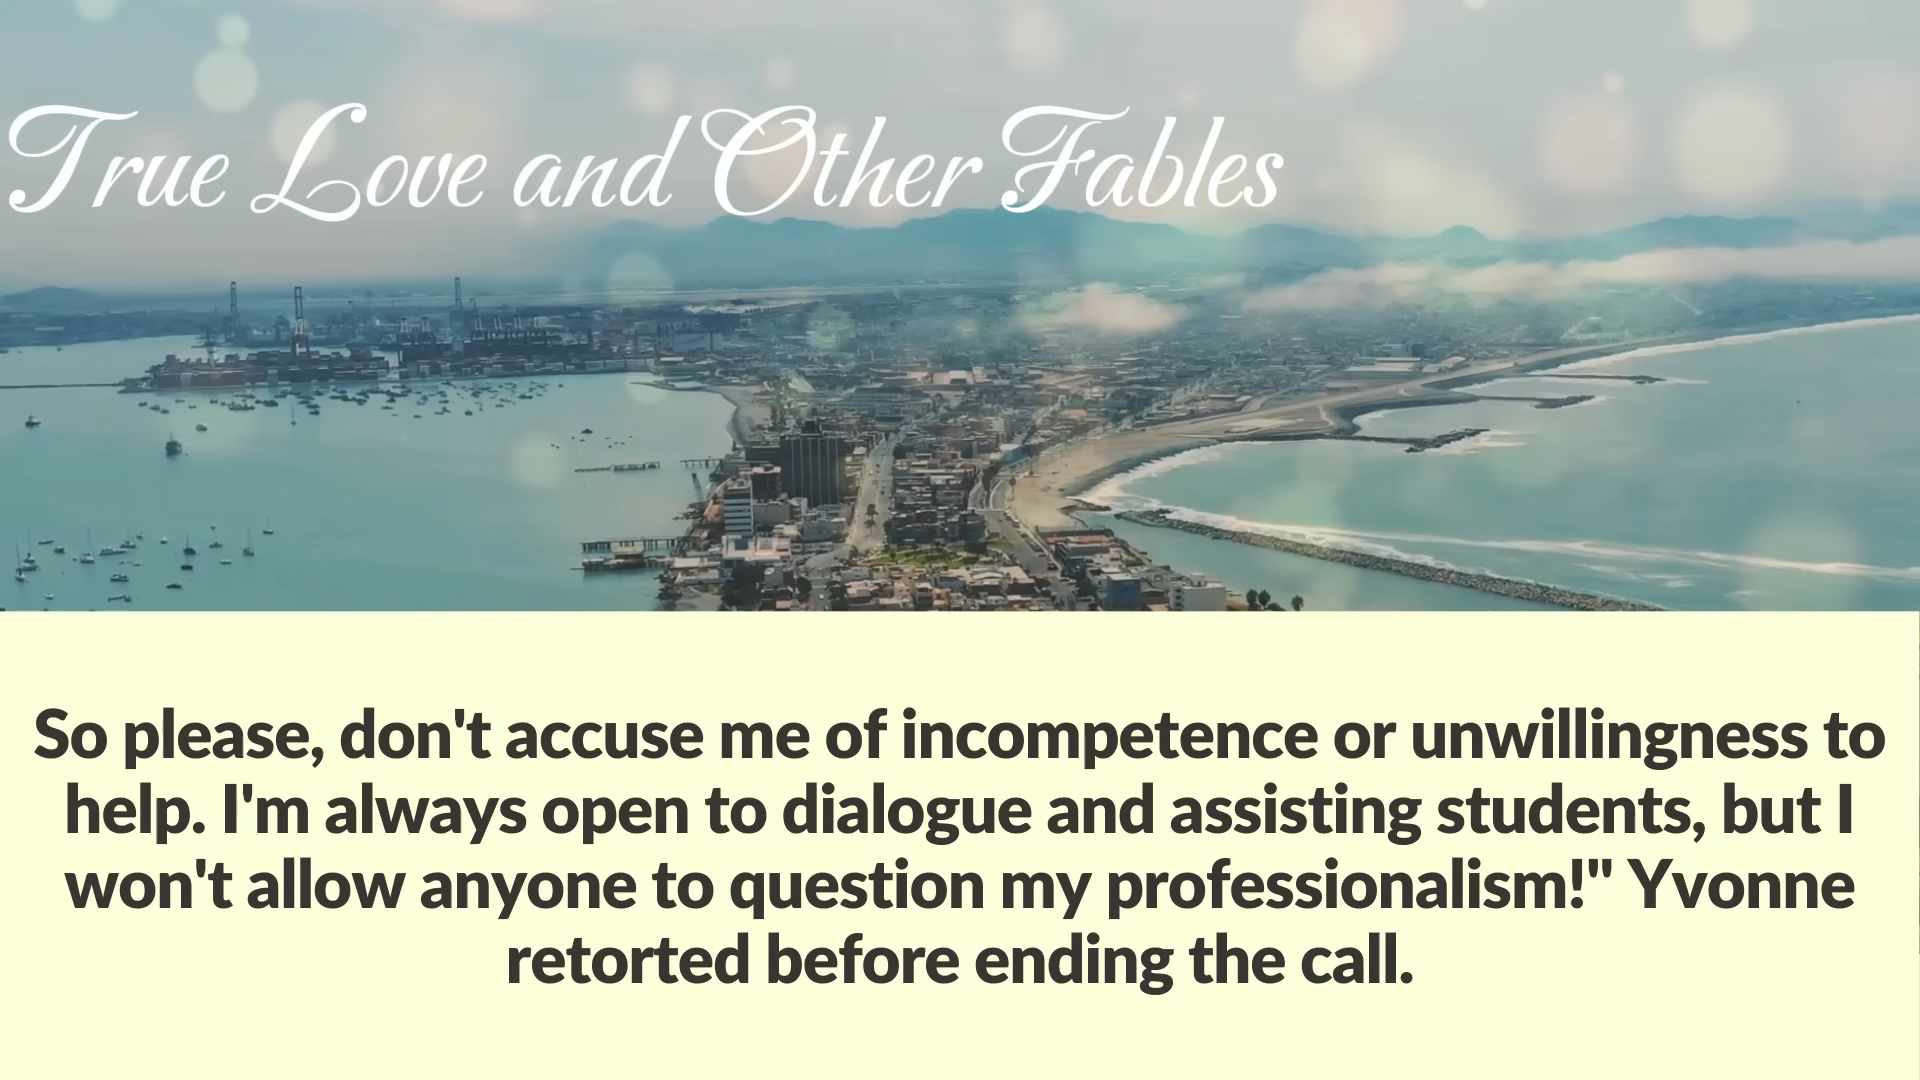 True Love and Other Fables
So please, don't accuse me of incompetence or unwillingness to
help. I'm always open to dialogue and assisting students, but I
won't allow anyone to question my professionalism!" Yvonne
retorted before ending the call.